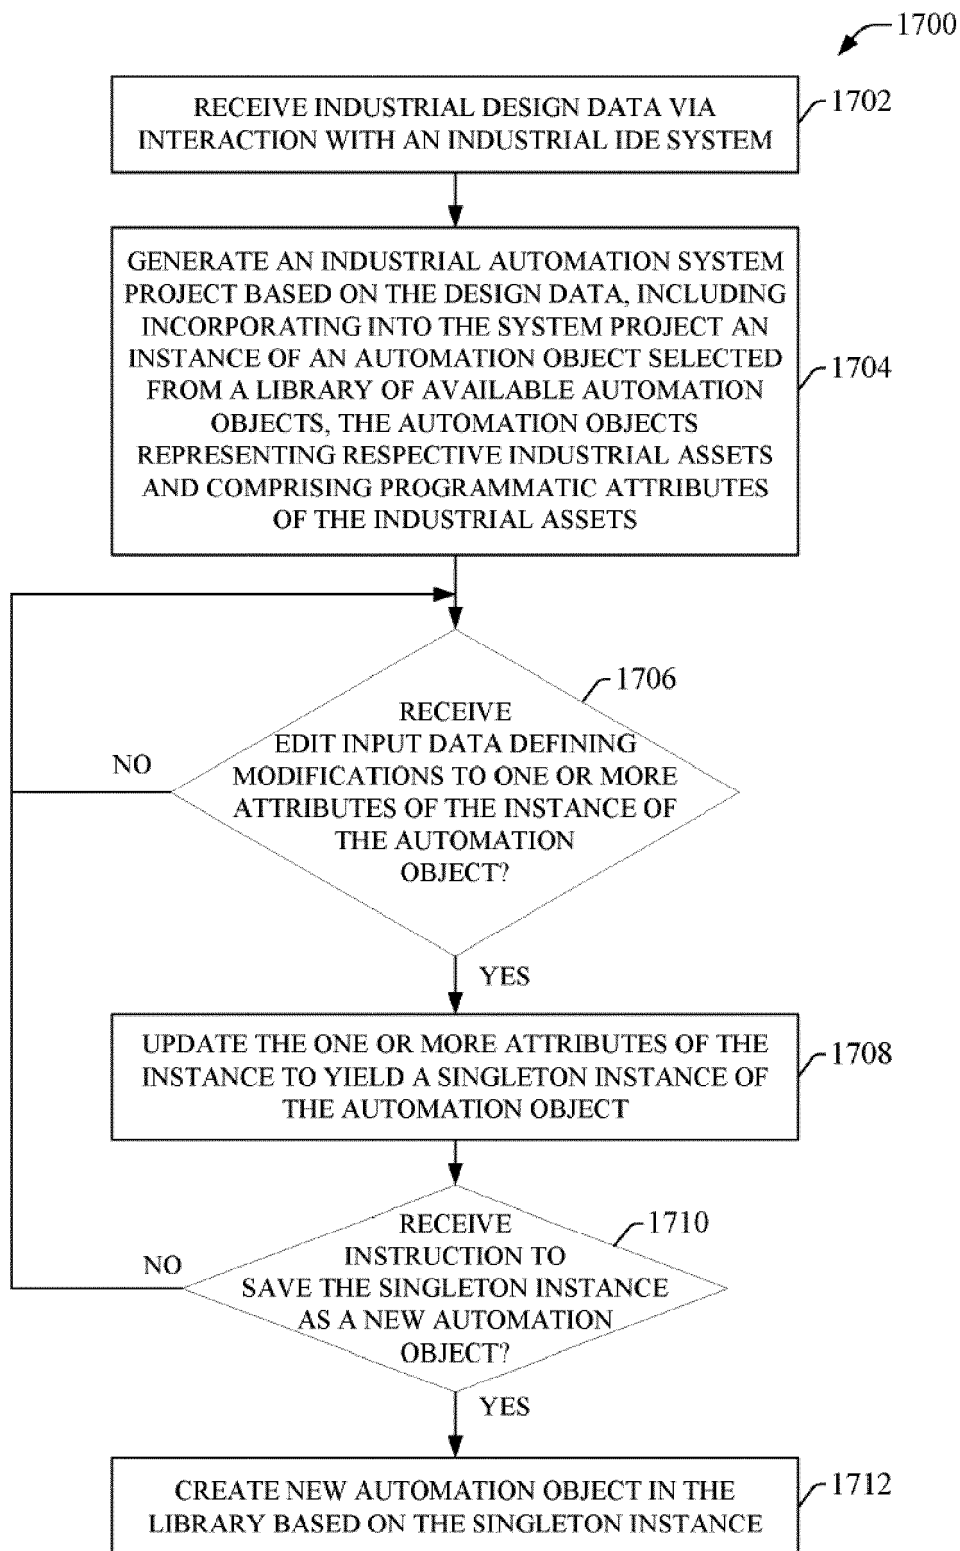 1700
RECEIVE INDUSTRIAL DESIGN DATA VIA
INTERACTION WITH AN INDUSTRIAL IDE SYSTEM
1702
GENERATE AN INDUSTRIAL AUTOMATION SYSTEM
PROJECT BASED ON THE DESIGN DATA, INCLUDING
INCORPORATING INTO THE SYSTEM PROJECT AN
INSTANCE OF AN AUTOMATION OBJECT SELECTED
FROM A LIBRARY OF AVAILABLE AUTOMATION
OBJECTS, THE AUTOMATION OBJECTS
REPRESENTING RESPECTIVE INDUSTRIAL ASSETS
AND COMPRISING PROGRAMMATIC ATTRIBUTES
OF THE INDUSTRIAL ASSETS
1704
RECEIVE
EDIT INPUT DATA DEFINING
MODIFICATIONS TO ONE OR MORE
ATTRIBUTES OF THE INSTANCE OF
THE AUTOMATION
OBJECT?
1706
NO
YES
UPDATE THE ONE OR MORE ATTRIBUTES OF THE
INSTANCE TO YIELD A SINGLETON INSTANCE OF
THE AUTOMATION OBJECT
1708
RECEIVE
INSTRUCTION TO
SAVE THE SINGLETON INSTANCE
AS A NEW AUTOMATION
OBJECT?
1710
NO
YES
CREATE NEW AUTOMATION OBJECT IN THE
LIBRARY BASED ON THE SINGLETON INSTANCE
1712